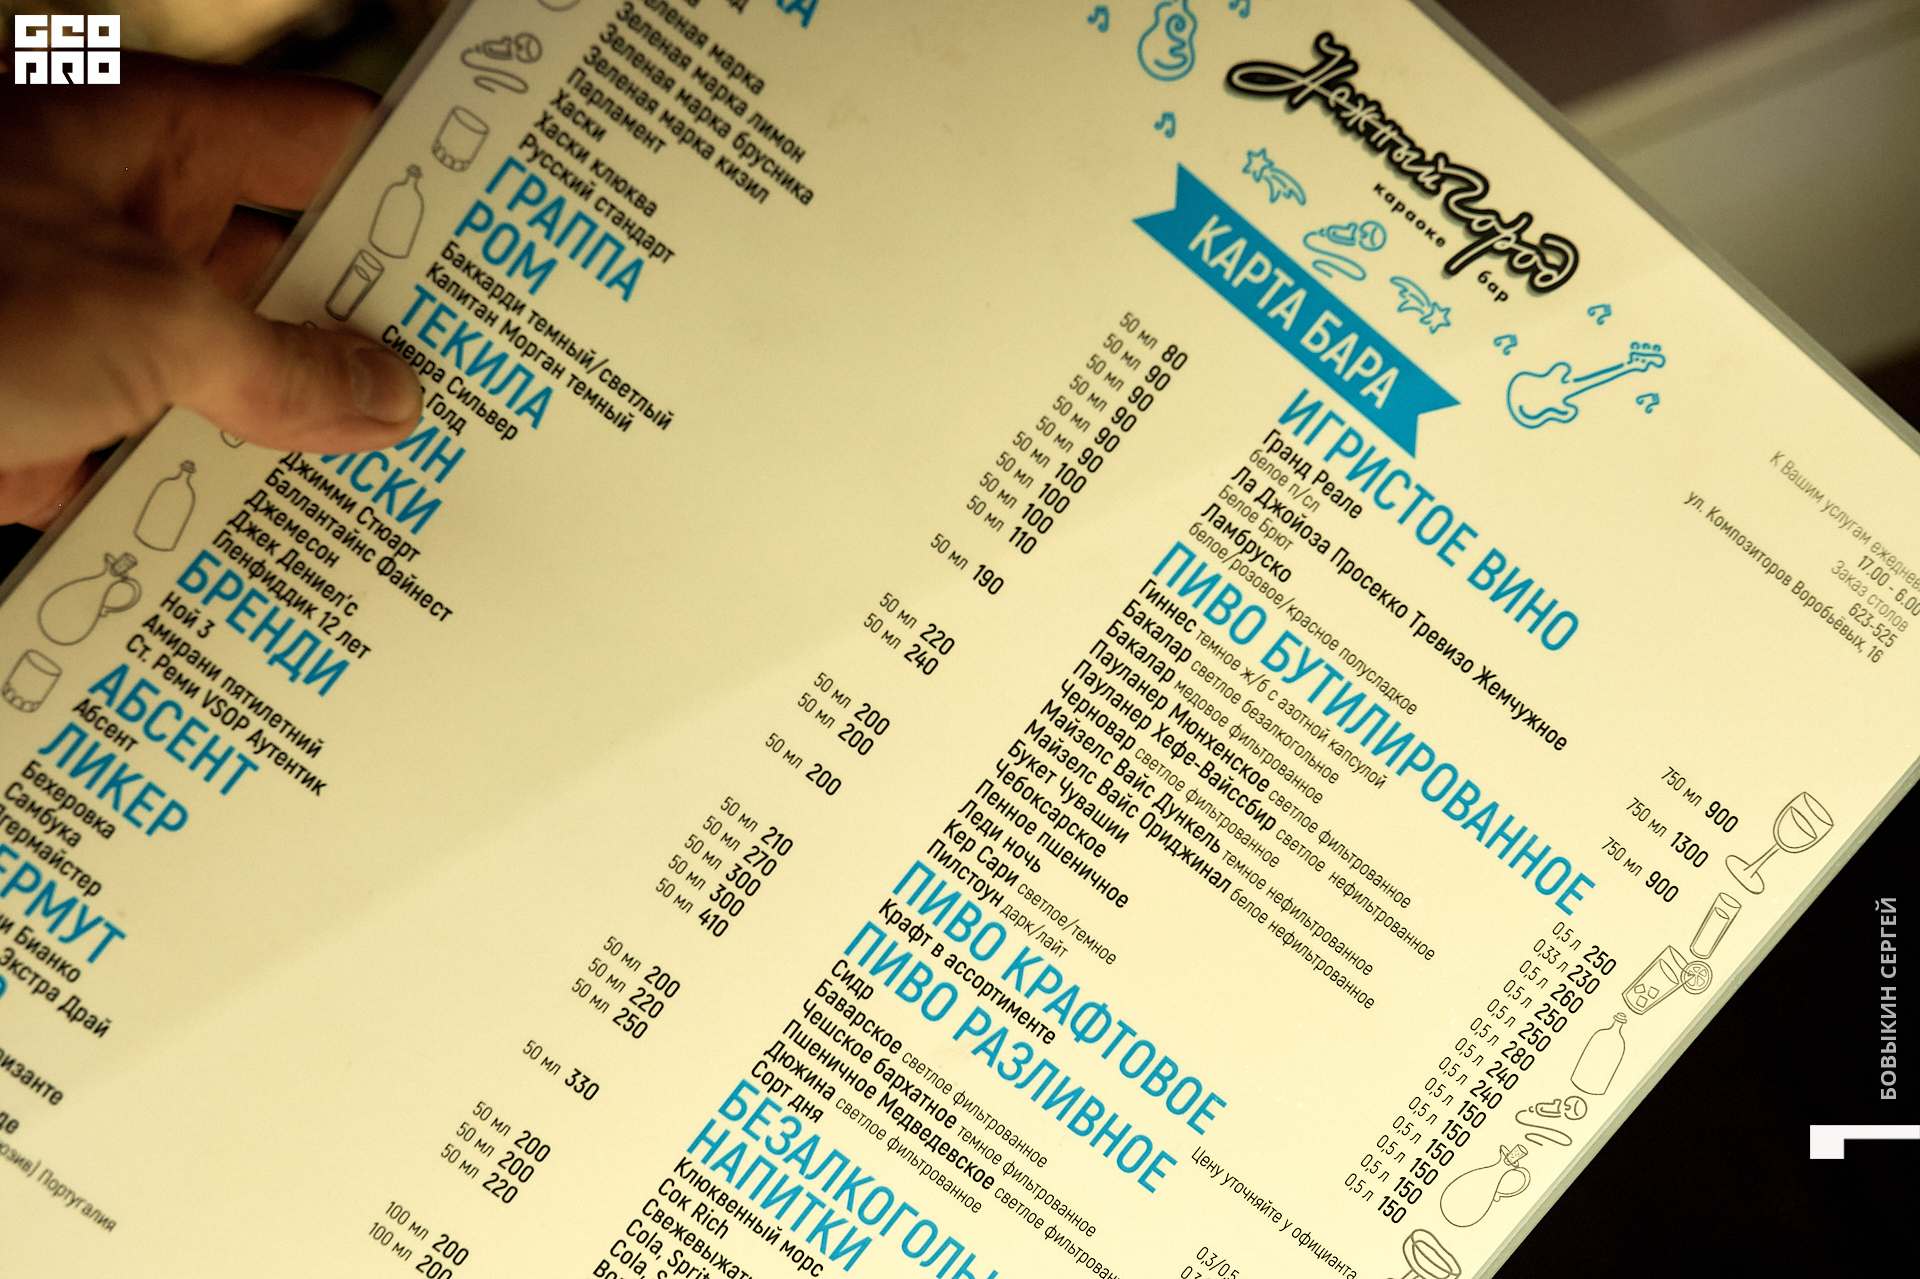 GEO
PRO
Нежный город
караоке
бар
КАРТА БАРА
К Вашим услугам
17.00 - 6.00
Заказ столов
623-525
ул. Композиторов Воробьёвых, 16
Зеленая марка
Зеленая марка лимон
Зеленая марка брусника
Зеленая марка кизил
Парламент
Хаски
Хаски клюква
Русский стандарт
ГРАППА
РОМ
Баккарди темный/светлый
Капитан Морган темный
ТЕКИЛА
Сиерра Сильвер
Голд
Джимми Стюарт
Баллантайнс Файнест
Джемесон
Джек Дениел'с
Гленфиддик 12 лет
БРЕНДИ
Ной 3
Амирани пятилетний
Ст. Реми VSOP Аутентик
АБСЕНТ
Абсент
ЛИКЕР
Бехеровка
Самбука
Бианко
Экстра Драй
Португалия
50 мл 80
50 мл 90
50 мл 90
50 мл 90
50 мл 90
50 мл 90
50 мл 100
50 мл 100
50 мл 100
50 мл 110
50 мл 190
50 мл 220
50 мл 240
50 мл 200
50 мл 200
50 мл 200
50 мл 210
50 мл 270
50 мл 300
50 мл 300
50 мл 410
50 мл 200
50 мл 220
50 мл 250
50 мл 330
50 мл 200
50 мл 200
50 мл 220
100 мл 200
100 мл 200
ИГРИСТОЕ ВИНО
Гранд Реале
белое п/сл
750 мл 900
Ла Джойоза Просекко Тревизо Жемчужное
Белое Брют
750 мл 1300
Ламбруско
белое/розовое/красное полусладкое
750 мл 900
ПИВО БУТИЛИРОВАННОЕ
Гиннес темное ж/б с азотной капсулой
Бакалар светлое безалкогольное
Бакалар медовое фильтрованное
Пауланер Мюнхенское светлое фильтрованное
Пауланер Хефе-Вайссбир светлое нефильтрованное
Черновар светлое фильтрованное
Майзелс Вайс Дункель темное нефильтрованное
Майзелс Вайс Ориджинал белое нефильтрованное
Букет Чувашии
Чебоксарское
Пенное пшеничное
Леди ночь
Кер Сари светлое/темное
Пилстоун дарк/лайт
0,5 л 250
0,33 л 230
0,5 л 260
0,5 л 250
0,5 л 250
0,5 л 280
0,5 л 240
0,5 л 240
0,5 л 150
0,5 л 150
0,5 л 150
0,5 л 150
0,5 л 150
0,5 л 150
ПИВО КРАФТОВОЕ
Крафт в ассортименте
цену уточняйте у официанта
ПИВО РАЗЛИВНОЕ
Сидр
Баварское светлое фильтрованное
Чешское бархатное темное фильтрованное
Пшеничное Медведевское светлое
Дюжина светлое фильтрованное
Сорт дня
0,3/0,5
НАПИТКИ
Клюквенный морс
Сок Rich
Cola,
Cola,
БОВЫКИН СЕРГЕЙ